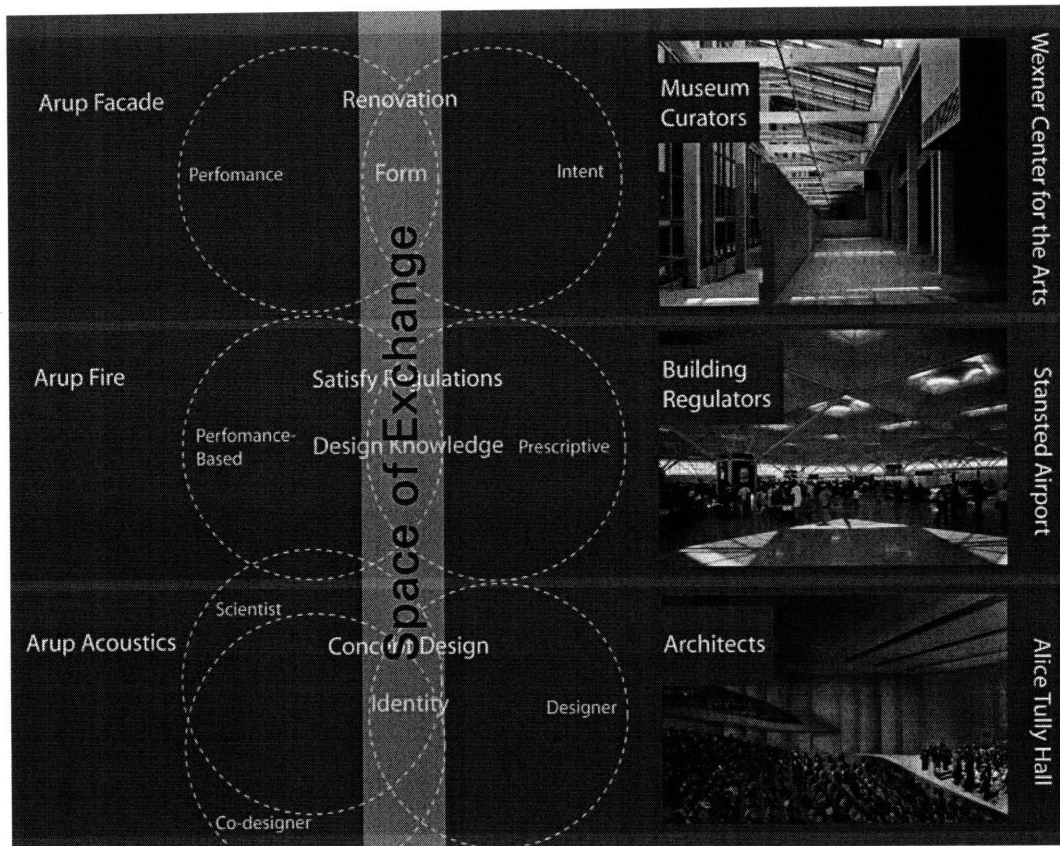 Arup Facade
Renovation
Perfomance
Form
Intent
Museum
Curators
Wexner Center for the Arts
Space of Exchange
Arup Fire
Satisfy Regulations
Perfomance-
Based
Design Knowledge
Prescriptive
Building
Regulators
Stansted Airport
Arup Acoustics
Scientist
Concept Design
Identity
Designer
Co-designer
Architects
Alice Tully Hall